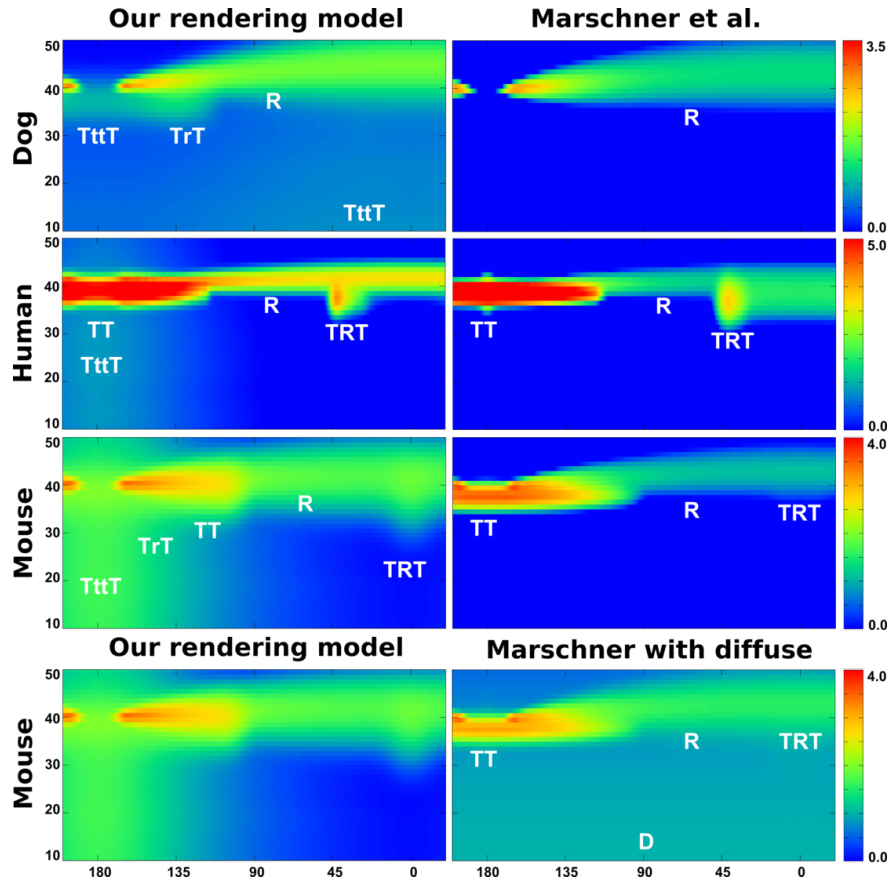 Our rendering model
Marschner et al.
Dog
50
40
30
20
10
TttT
TrT
R
TttT
R
3.5
0.0
Human
50
40
30
20
10
TT
TttT
R
TRT
TT
R
TRT
5.0
0.0
Mouse
50
40
30
20
10
TttT
TrT
TT
R
TRT
TT
R
TRT
4.0
0.0
Our rendering model
Marschner with diffuse
Mouse
50
40
30
20
10
TT
R
TRT
D
4.0
0.0
180
135
90
45
0
180
135
90
45
0